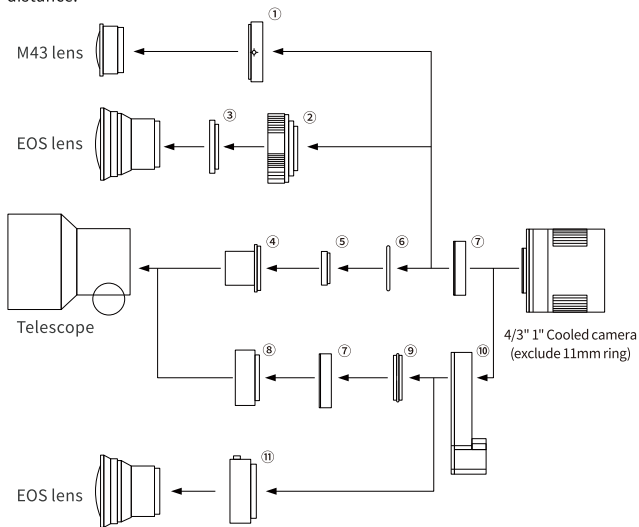 distance.
①
M43 lens
③
②
EOS lens
④
⑤
⑥
⑦
Telescope
4/3" 1" Cooled camera
(exclude 11mm ring)
⑧
⑦
⑨
⑩
⑪
EOS lens